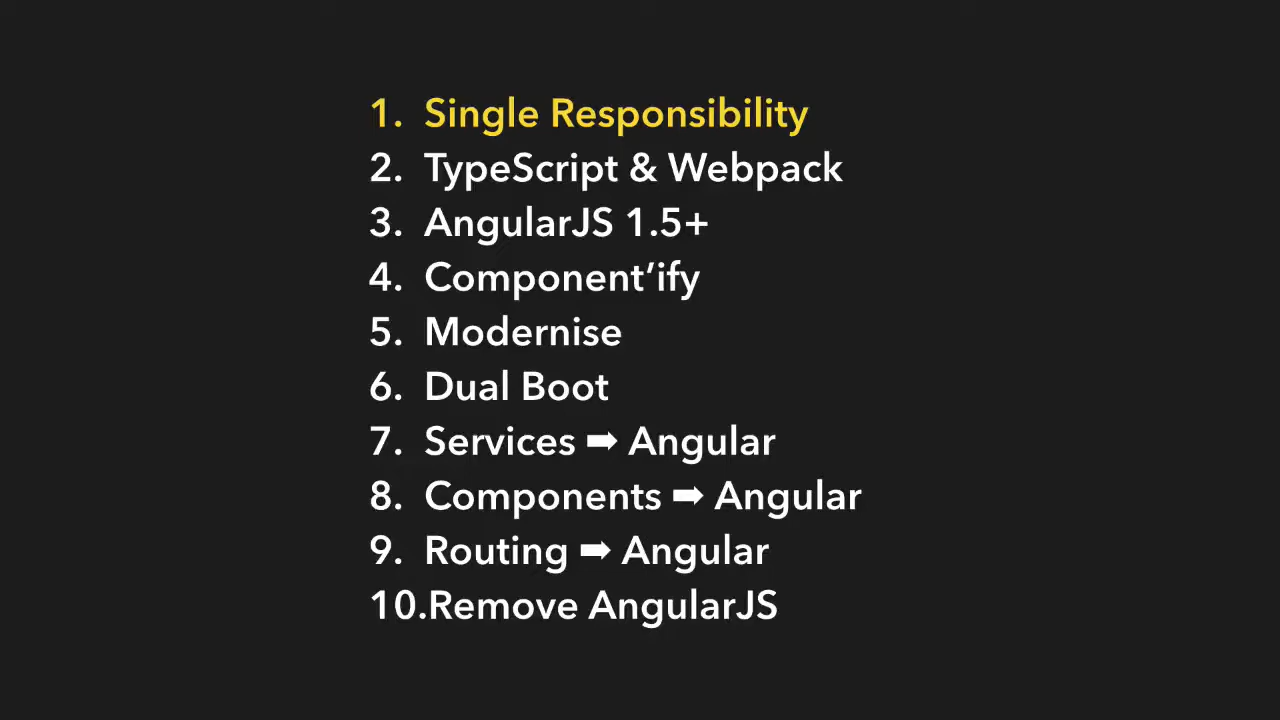 1. Single Responsibility
2. TypeScript & Webpack
3. AngularJS 1.5+
4. Component’ify
5. Modernise
6. Dual Boot
7. Services ➡ Angular
8. Components ➡ Angular
9. Routing ➡ Angular
10.Remove AngularJS